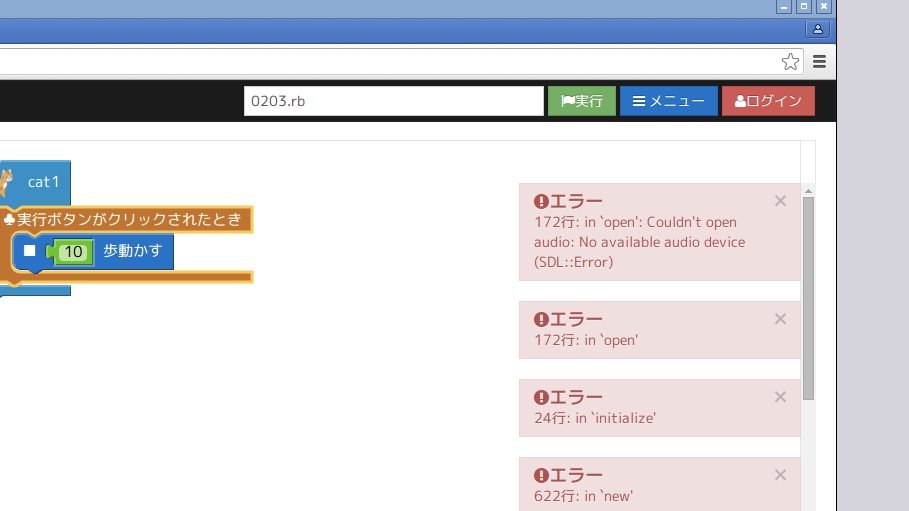 0203.rb
実行
メニュー
ログイン
cat1
♣実行ボタンがクリックされたとき
10 歩動かす
エラー
172行: in `open': Couldn't open
audio: No available audio device
(SDL::Error)
エラー
172行: in `open'
エラー
24行: in `initialize'
エラー
622行: in `new'